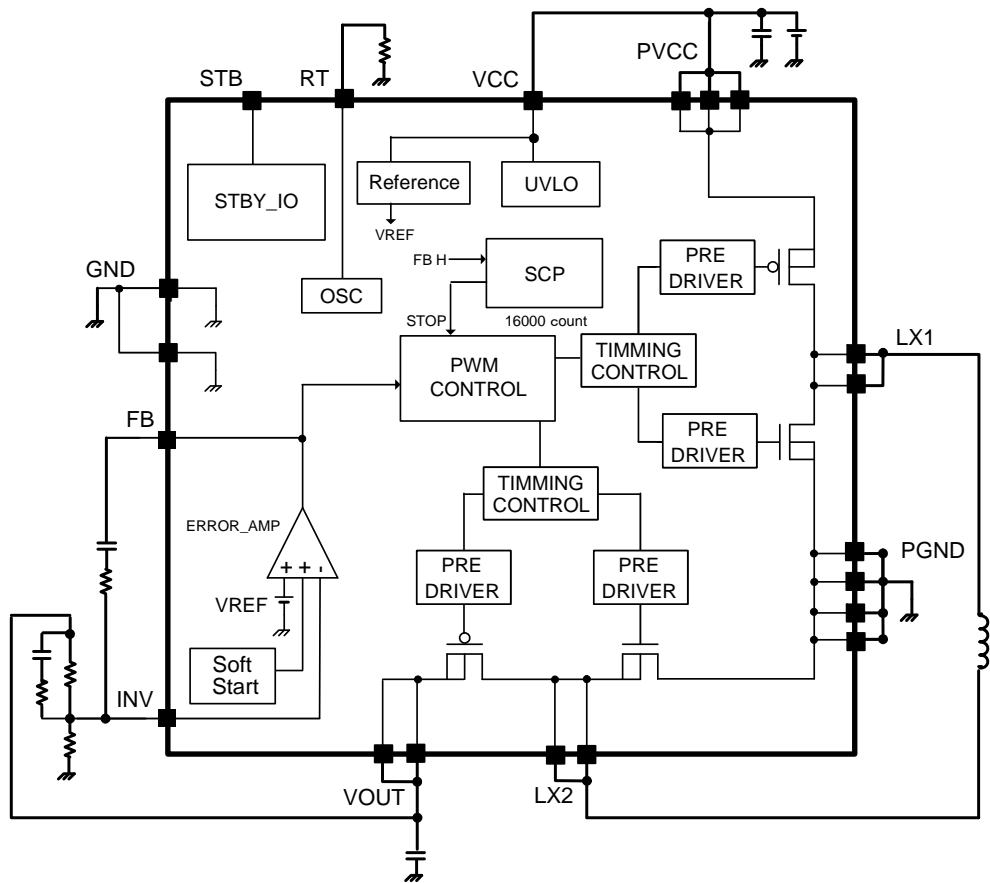 PVCC
STB
RT
VCC
STBY_IO
Reference
UVLO
VREF
GND
FB H
SCP
PRE
DRIVER
OSC
STOP
16000 count
LX1
PWM
CONTROL
TIMMING
CONTROL
FB
PRE
DRIVER
TIMMING
CONTROL
ERROR_AMP
PGND
+ + -
PRE
DRIVER
PRE
DRIVER
VREF
Soft
Start
INV
VOUT
LX2